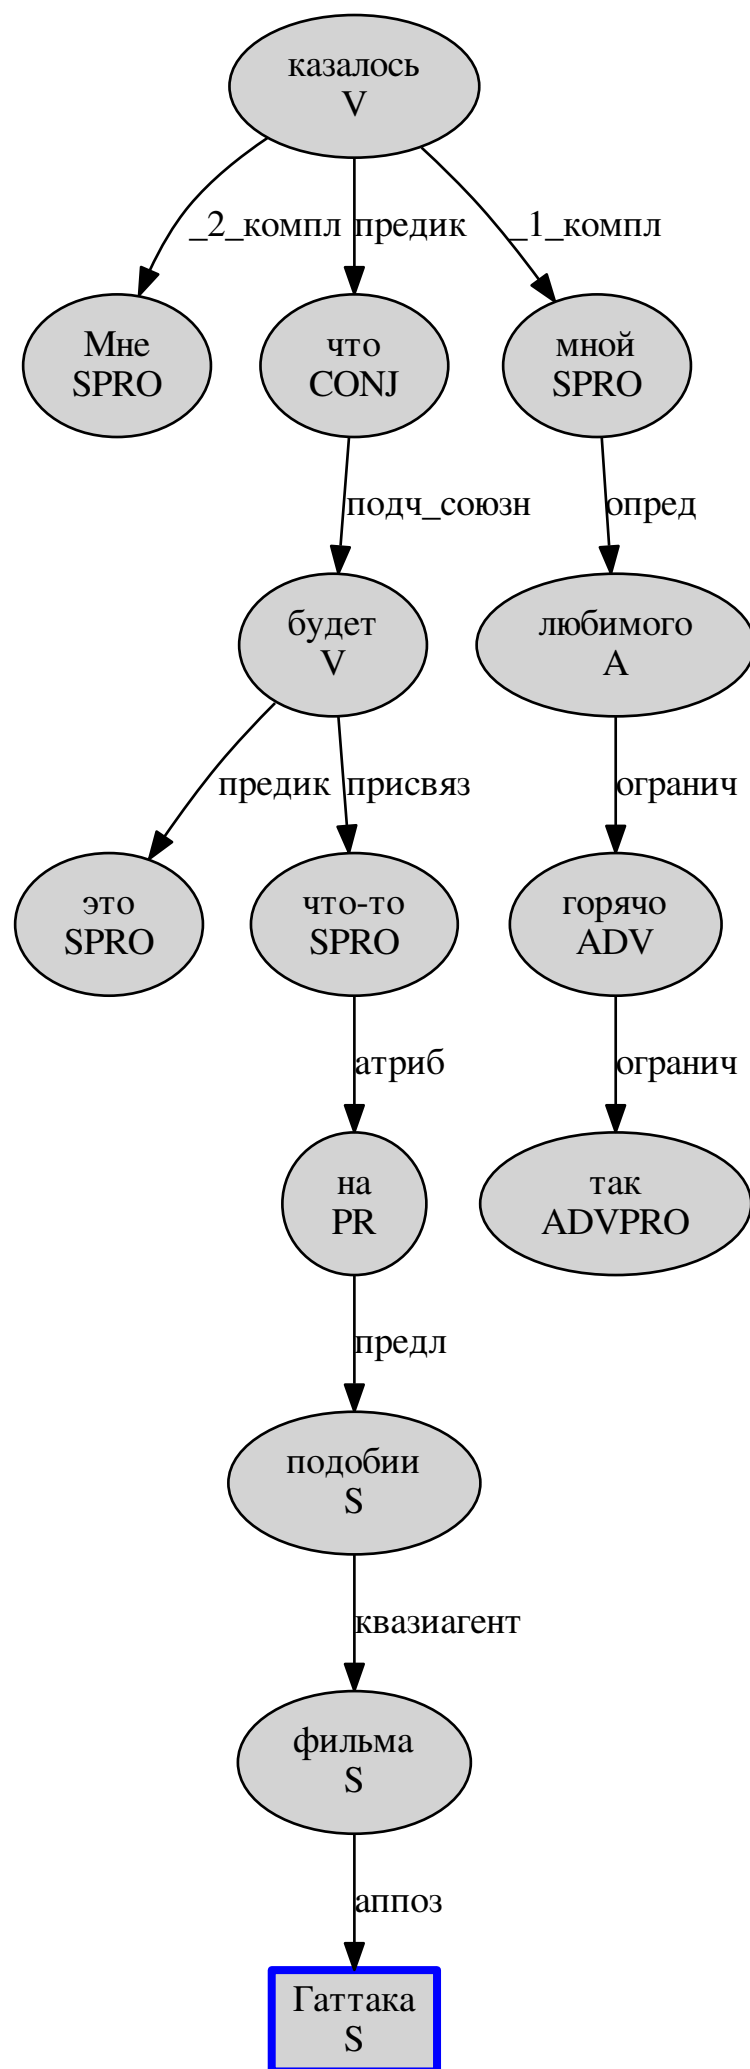 казалось
V
_2_компл
предик
_1_компл
Мне
SPRO
что
CONJ
мной
SPRO
подч_союзн
опред
будет
V
любимого
A
предик
присвяз
огранич
это
SPRO
что-то
SPRO
горячо
ADV
атриб
огранич
на
PR
так
ADVPRO
предл
подобии
S
квазиагент
фильма
S
аппоз
Гаттака
S